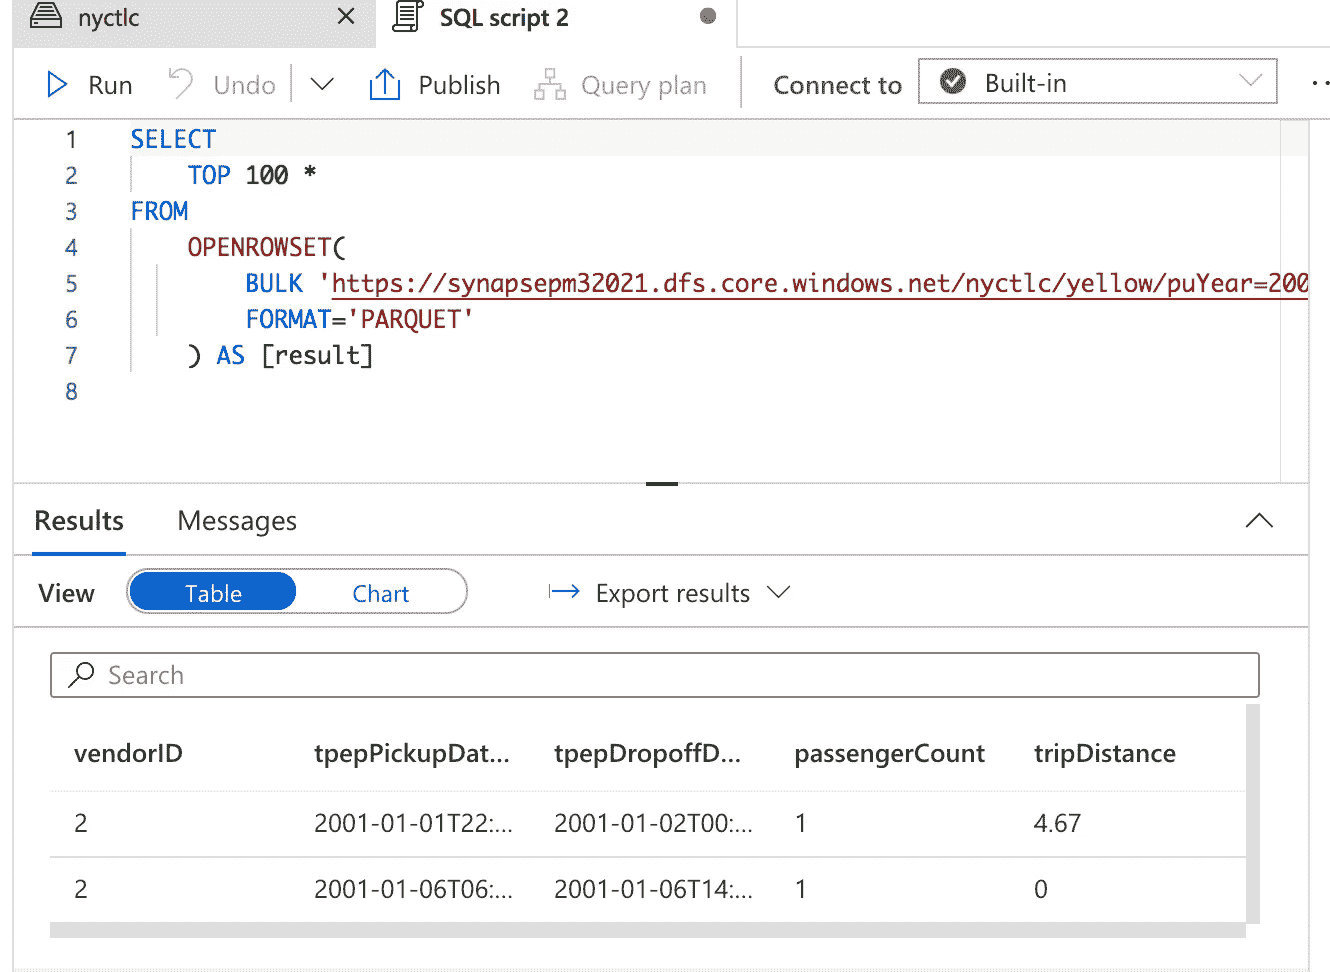 nyctlc SQL script 2
Run Undo Publish Query plan Connect to Built-in
1 SELECT
2 TOP 100 *
3 FROM
4 OPENROWSET(
5 BULK 'https://synapsepm32021.dfs.core.windows.net/nyctlc/yellow/puYear=200
6 FORMAT='PARQUET'
7 ) AS [result]
8
Results Messages
View Table Chart Export results
Search
vendorID tpepPickupDat... tpepDropoffD... passengerCount tripDistance
2 2001-01-01T22:... 2001-01-02T00:... 1 4.67
2 2001-01-06T06:... 2001-01-06T14:... 1 0